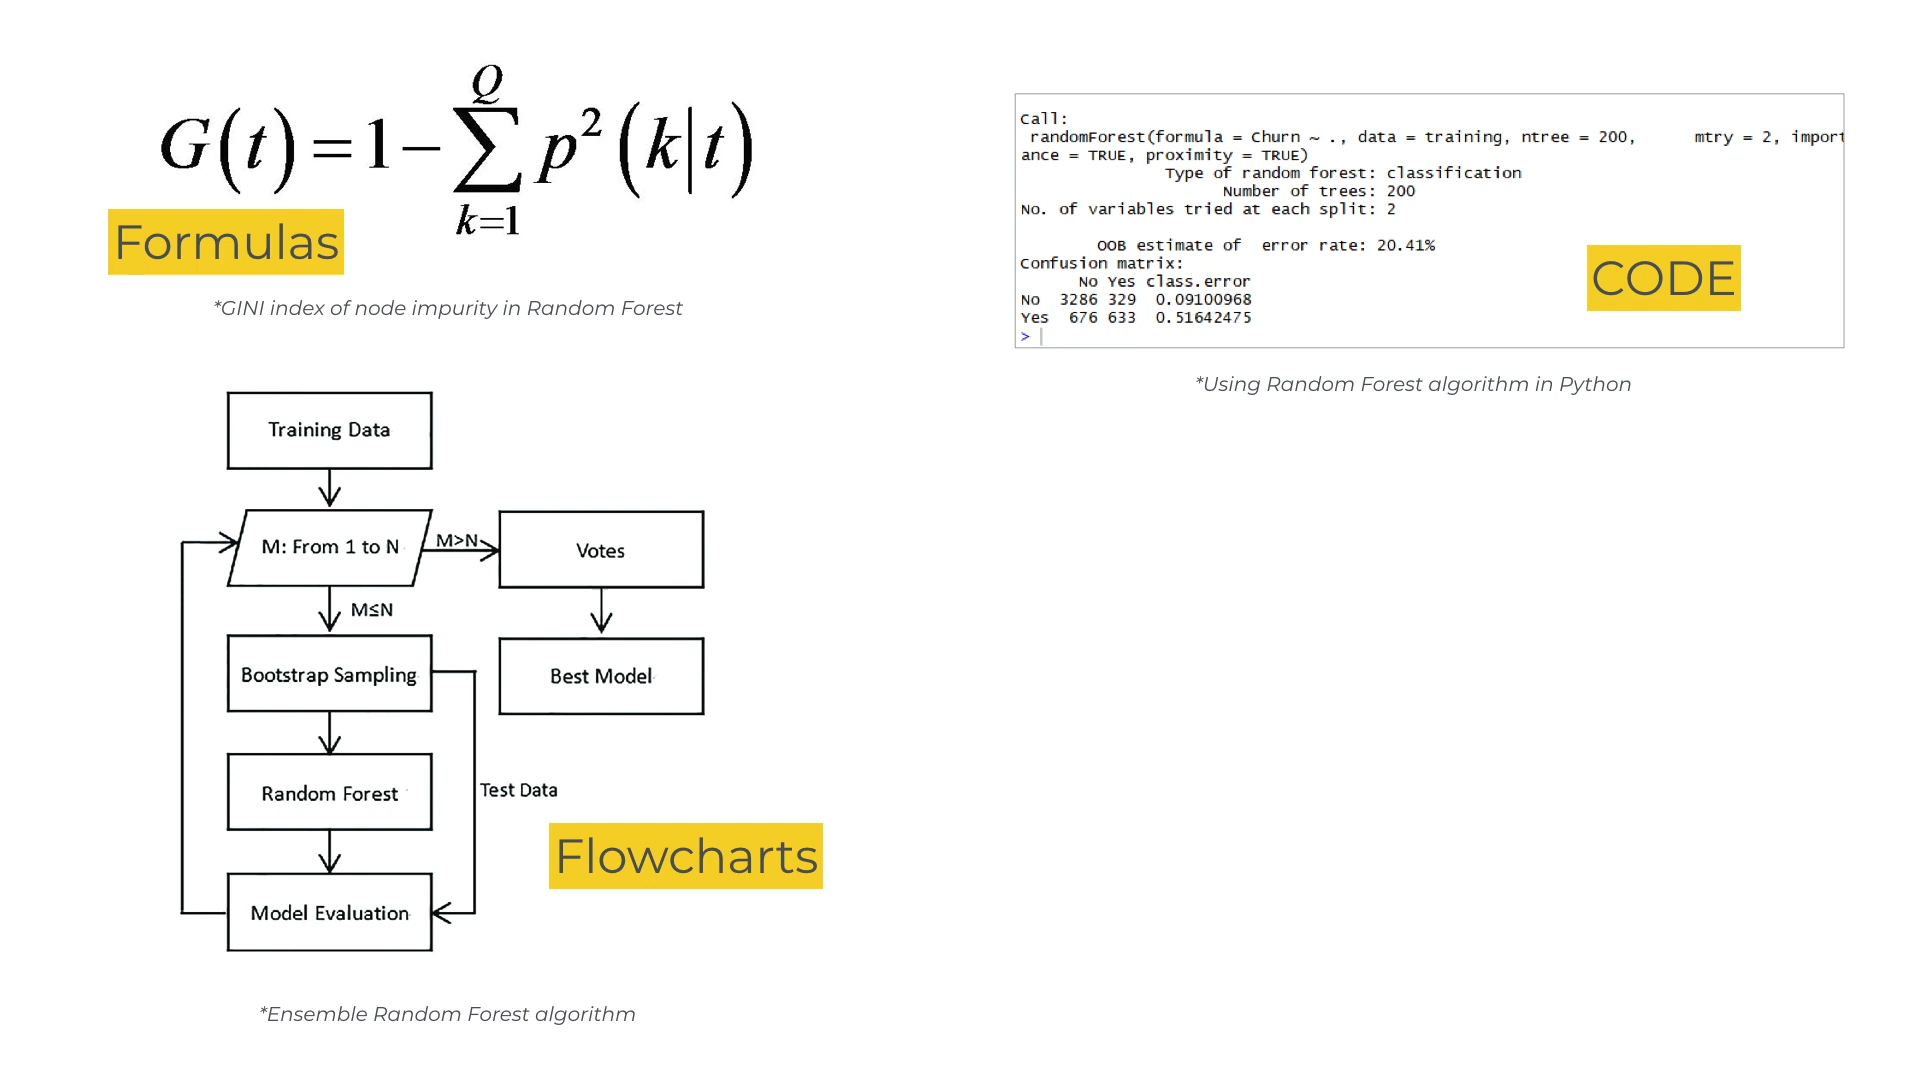 G(t) = 1 − ∑ p²(k|t)
Q
k=1
Formulas
*GINI index of node impurity in Random Forest
Call:
randomForest(formula = Churn ~ ., data = training, ntree = 200, mtry = 2, import
ance = TRUE, proximity = TRUE)
Type of random forest: classification
Number of trees: 200
No. of variables tried at each split: 2
OOB estimate of error rate: 20.41%
Confusion matrix:
No Yes class.error
No 3286 329 0.09100968
Yes 676 633 0.51642475
>
CODE
*Using Random Forest algorithm in Python
Training Data
M: From 1 to N
M>N
Votes
M≤N
Bootstrap Sampling
Best Model
Random Forest
Test Data
Flowcharts
Model Evaluation
*Ensemble Random Forest algorithm